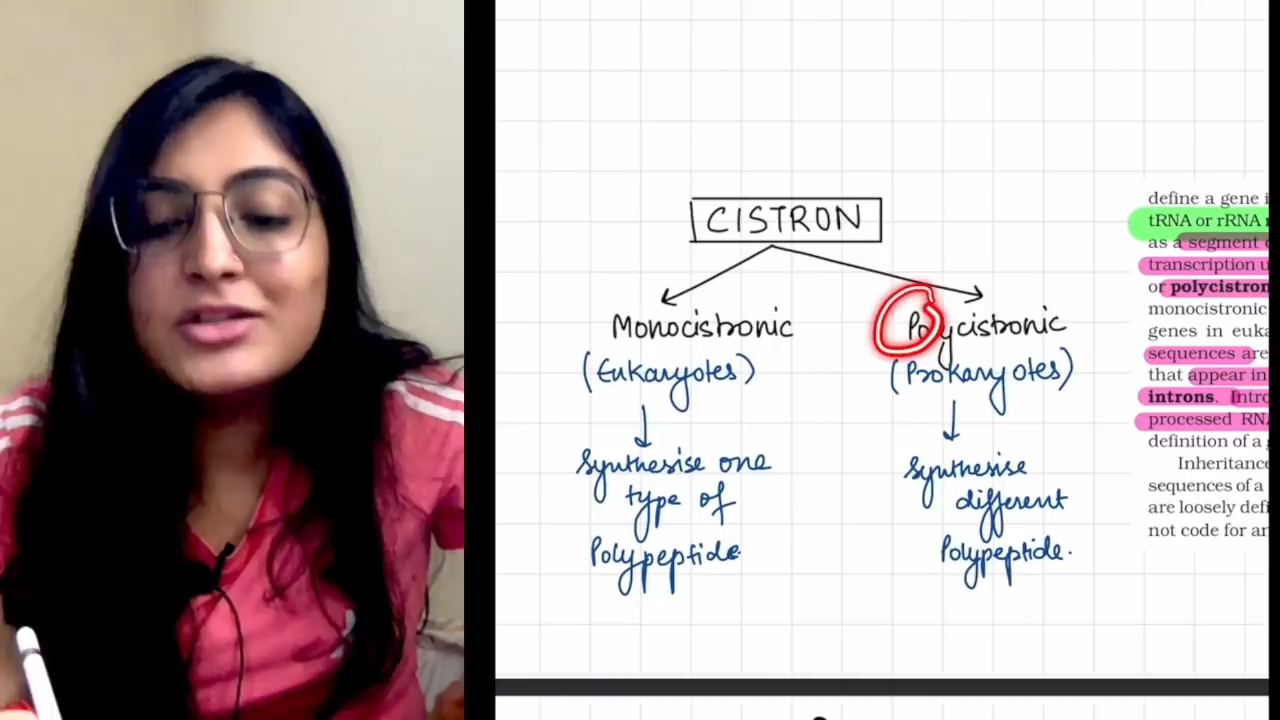 CISTRON
Monocistronic
(Eukaryotes)
Synthesise one
type of
Polypeptide
Polycistronic
(Prokaryotes)
Synthesise
different
Polypeptide.
define a gene i
tRNA or rRNA
as a segment
transcription u
or polycistron
monocistronic
genes in euka
sequences are
that appear in
introns. Intro
processed RNA
definition of a
Inheritance
sequences of a
are loosely defi
not code for an